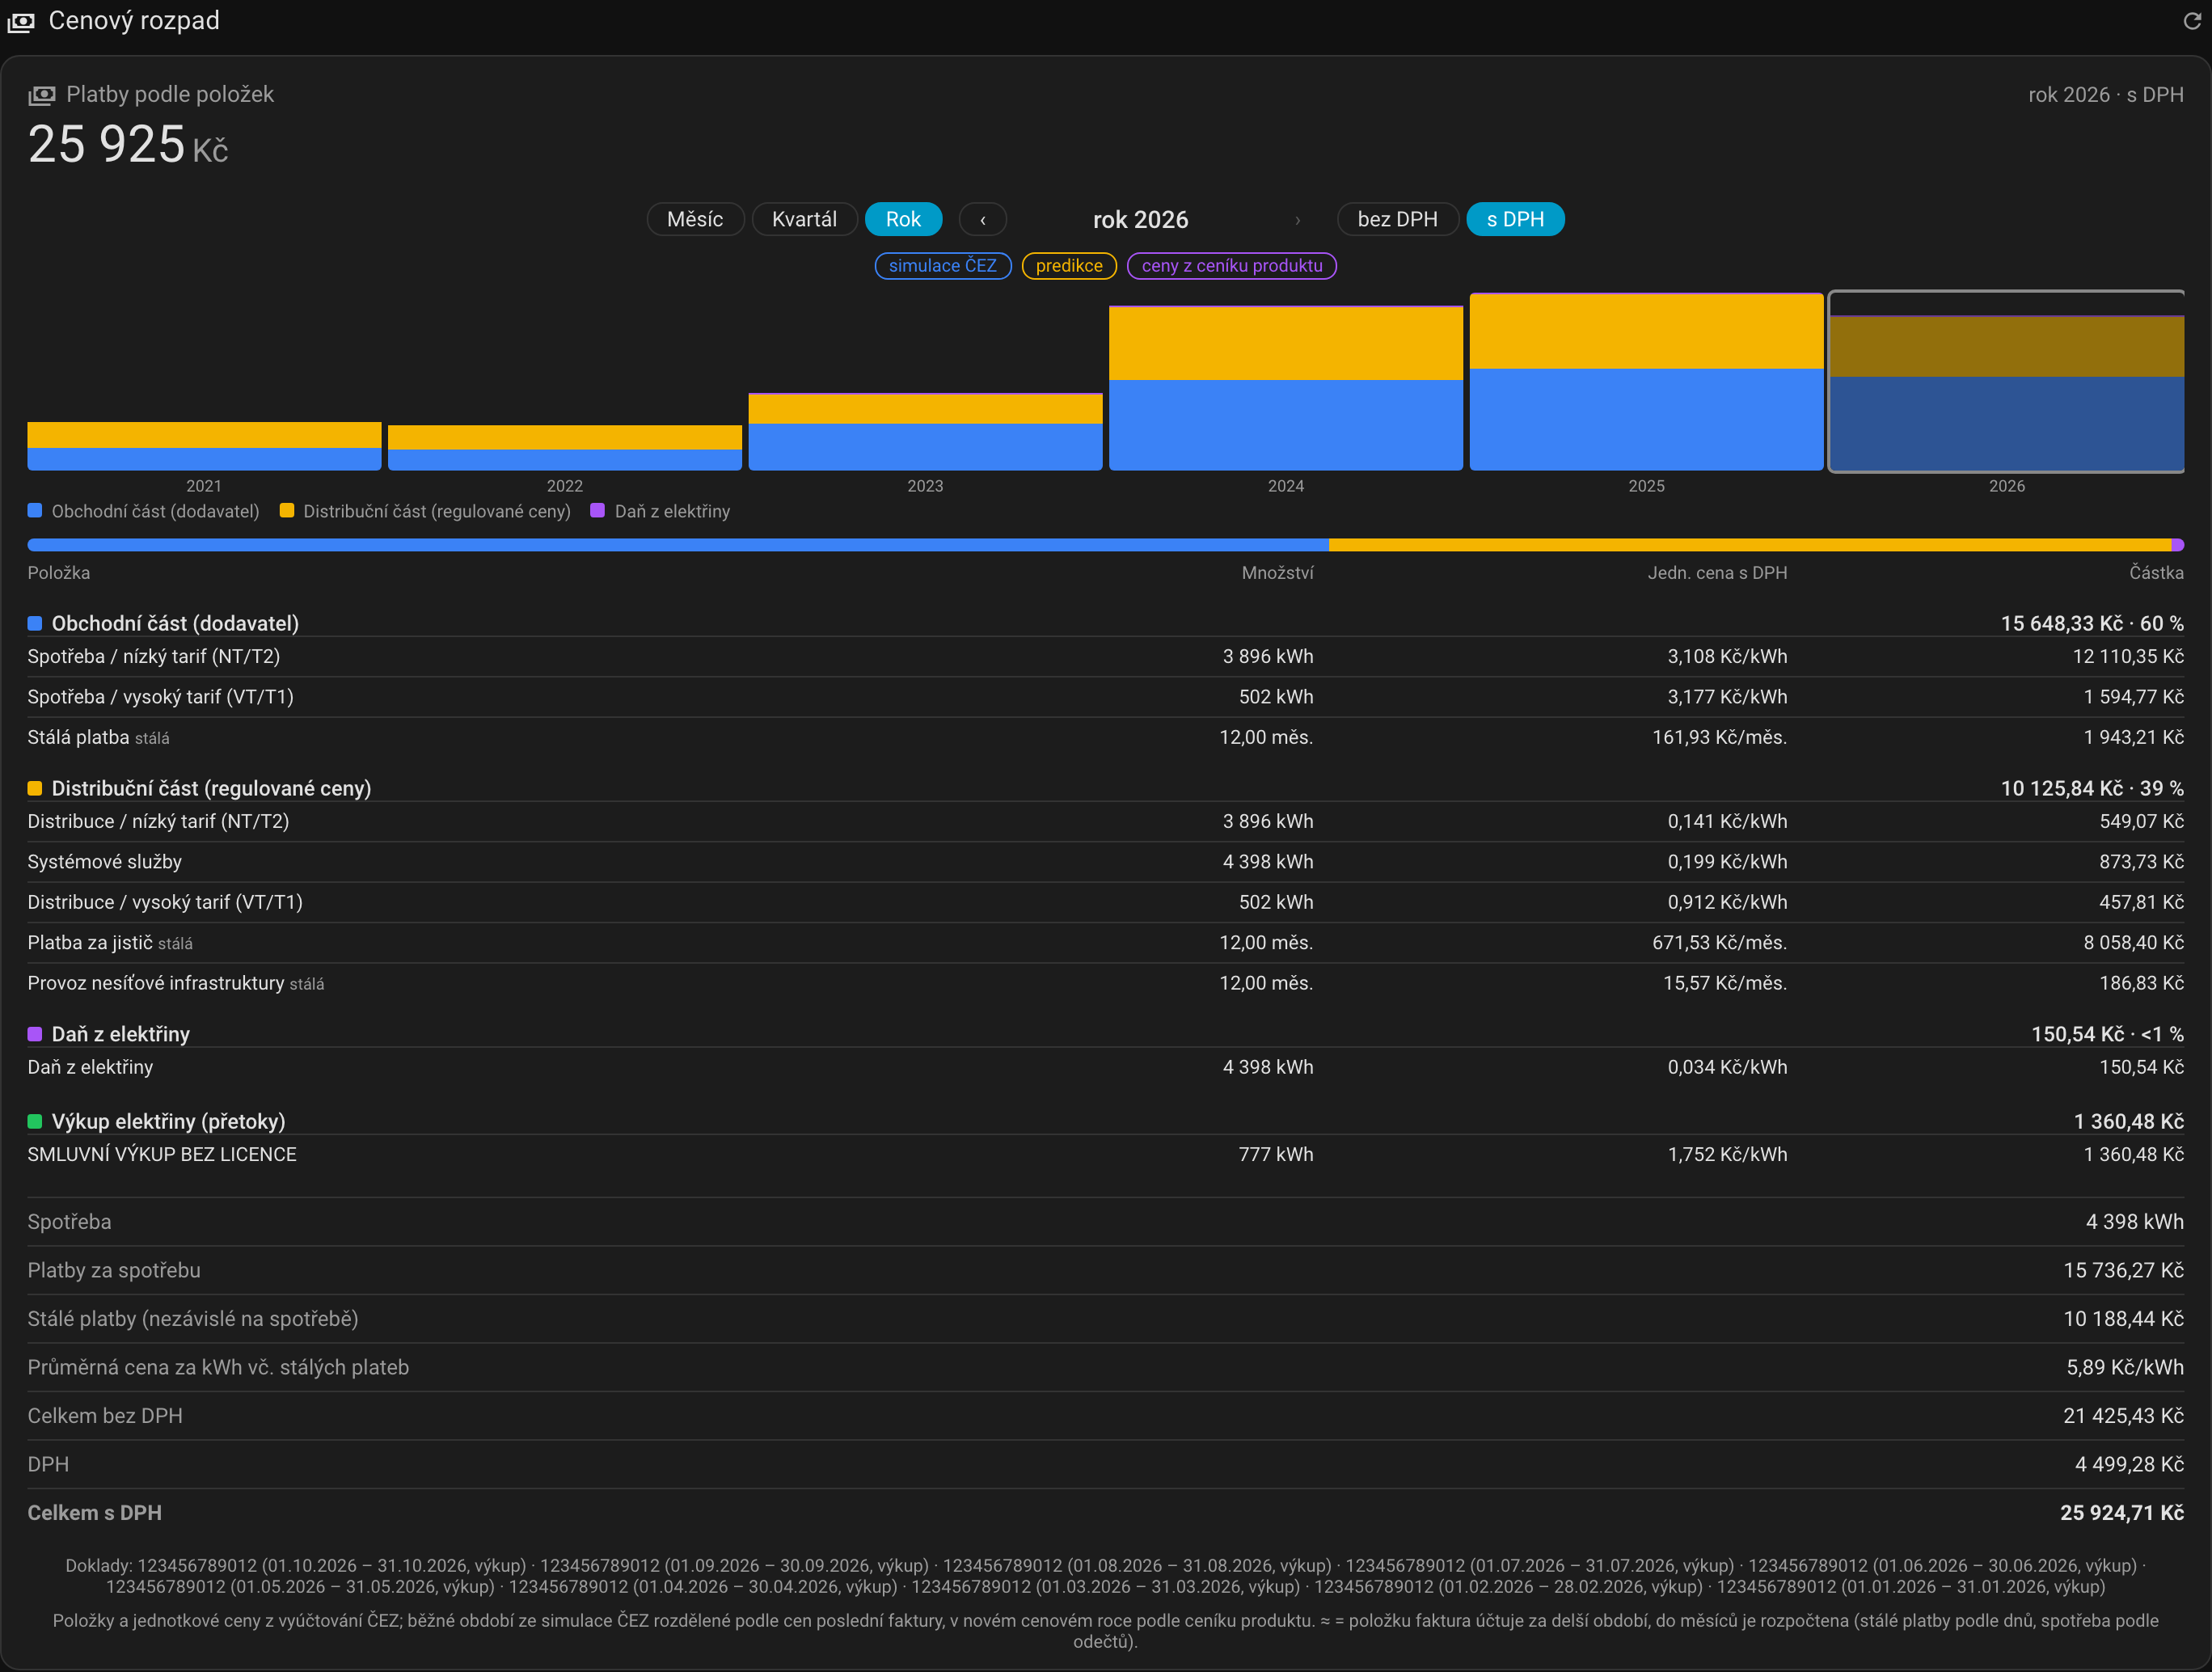 Cenový rozpad
Platby podle položek
rok 2026 · s DPH
25 925 Kč
Měsíc Kvartál Rok ‹ rok 2026 › bez DPH s DPH
simulace ČEZ predikce ceny z ceníku produktu
2021 2022 2023 2024 2025 2026
Obchodní část (dodavatel) Distribuční část (regulované ceny) Daň z elektřiny
Položka Množství Jedn. cena s DPH Částka
Obchodní část (dodavatel) 15 648,33 Kč · 60 %
Spotřeba / nízký tarif (NT/T2) 3 896 kWh 3,108 Kč/kWh 12 110,35 Kč
Spotřeba / vysoký tarif (VT/T1) 502 kWh 3,177 Kč/kWh 1 594,77 Kč
Stálá platba stálá 12,00 měs. 161,93 Kč/měs. 1 943,21 Kč
Distribuční část (regulované ceny) 10 125,84 Kč · 39 %
Distribuce / nízký tarif (NT/T2) 3 896 kWh 0,141 Kč/kWh 549,07 Kč
Systémové služby 4 398 kWh 0,199 Kč/kWh 873,73 Kč
Distribuce / vysoký tarif (VT/T1) 502 kWh 0,912 Kč/kWh 457,81 Kč
Platba za jistič stálá 12,00 měs. 671,53 Kč/měs. 8 058,40 Kč
Provoz nesíťové infrastruktury stálá 12,00 měs. 15,57 Kč/měs. 186,83 Kč
Daň z elektřiny 150,54 Kč · <1 %
Daň z elektřiny 4 398 kWh 0,034 Kč/kWh 150,54 Kč
Výkup elektřiny (přetoky) 1 360,48 Kč
SMLUVNÍ VÝKUP BEZ LICENCE 777 kWh 1,752 Kč/kWh 1 360,48 Kč
Spotřeba 4 398 kWh
Platby za spotřebu 15 736,27 Kč
Stálé platby (nezávislé na spotřebě) 10 188,44 Kč
Průměrná cena za kWh vč. stálých plateb 5,89 Kč/kWh
Celkem bez DPH 21 425,43 Kč
DPH 4 499,28 Kč
Celkem s DPH 25 924,71 Kč
Doklady: 123456789012 (01.10.2026 – 31.10.2026, výkup) · 123456789012 (01.09.2026 – 30.09.2026, výkup) · 123456789012 (01.08.2026 – 31.08.2026, výkup) · 123456789012 (01.07.2026 – 31.07.2026, výkup) · 123456789012 (01.06.2026 – 30.06.2026, výkup) ·
123456789012 (01.05.2026 – 31.05.2026, výkup) · 123456789012 (01.04.2026 – 30.04.2026, výkup) · 123456789012 (01.03.2026 – 31.03.2026, výkup) · 123456789012 (01.02.2026 – 28.02.2026, výkup) · 123456789012 (01.01.2026 – 31.01.2026, výkup)
Položky a jednotkové ceny z vyúčtování ČEZ; běžné období ze simulace ČEZ rozdělené podle cen poslední faktury, v novém cenovém roce podle ceníku produktu. ≈ = položku faktura účtuje za delší období, do měsíců je rozpočtena (stálé platby podle dnů, spotřeba podle
odečtů).